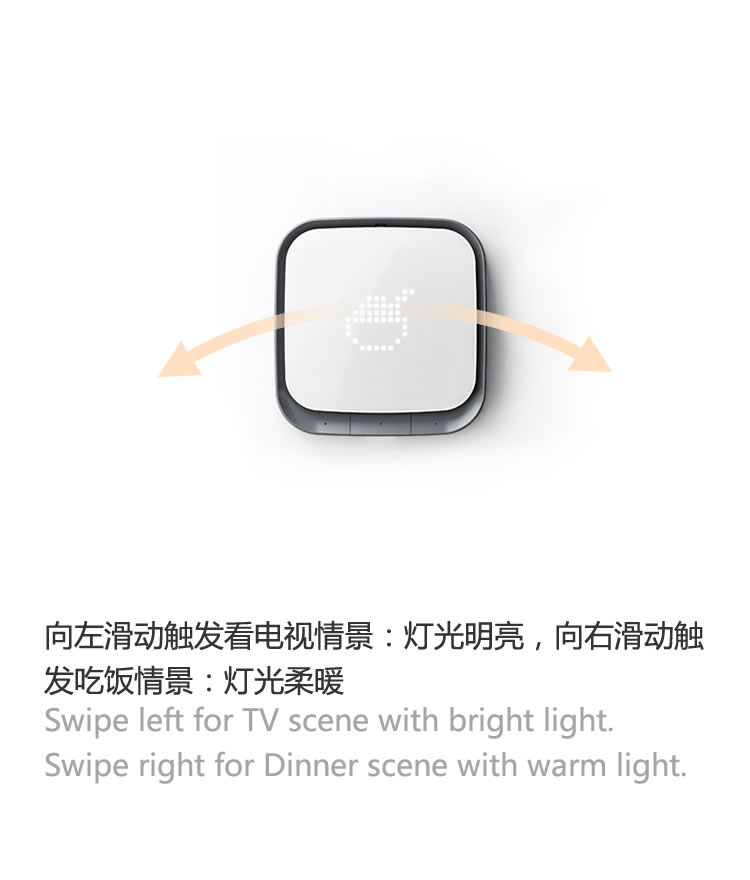 向左滑动触发看电视情景：灯光明亮，向右滑动触
发吃饭情景：灯光柔暖
Swipe left for TV scene with bright light.
Swipe right for Dinner scene with warm light.